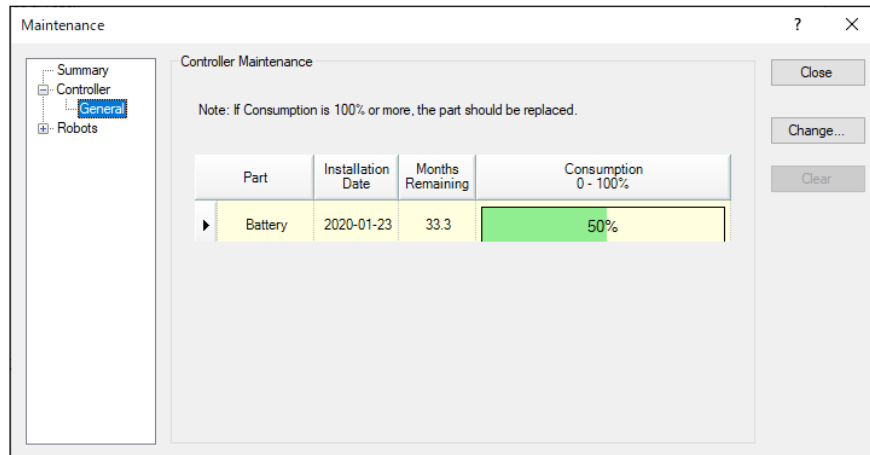 Maintenance
?
Summary
Controller
General
Robots
Controller Maintenance
Note: If Consumption is 100% or more, the part should be replaced.
Part
Installation
Date
Months
Remaining
Consumption
0 - 100%
Battery
2020-01-23
33.3
50%
Close
Change...
Clear